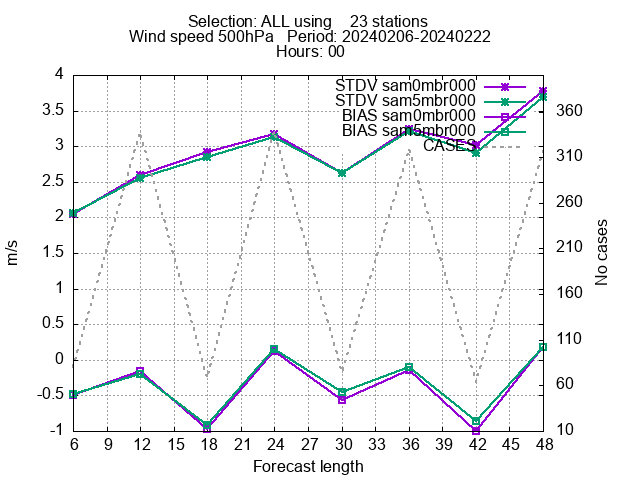 Selection: ALL using    23 stations
Wind speed 500hPa   Period: 20240206-20240222
Hours: 00
STDV sam0mbr000
STDV sam5mbr000
BIAS sam0mbr000
BIAS sam5mbr000
CASES
4
3.5
3
2.5
2
1.5
1
0.5
0
-0.5
-1
m/s
360
310
260
210
160
110
60
10
No cases
6 9 12 15 18 21 24 27 30 33 36 39 42 45 48
Forecast length